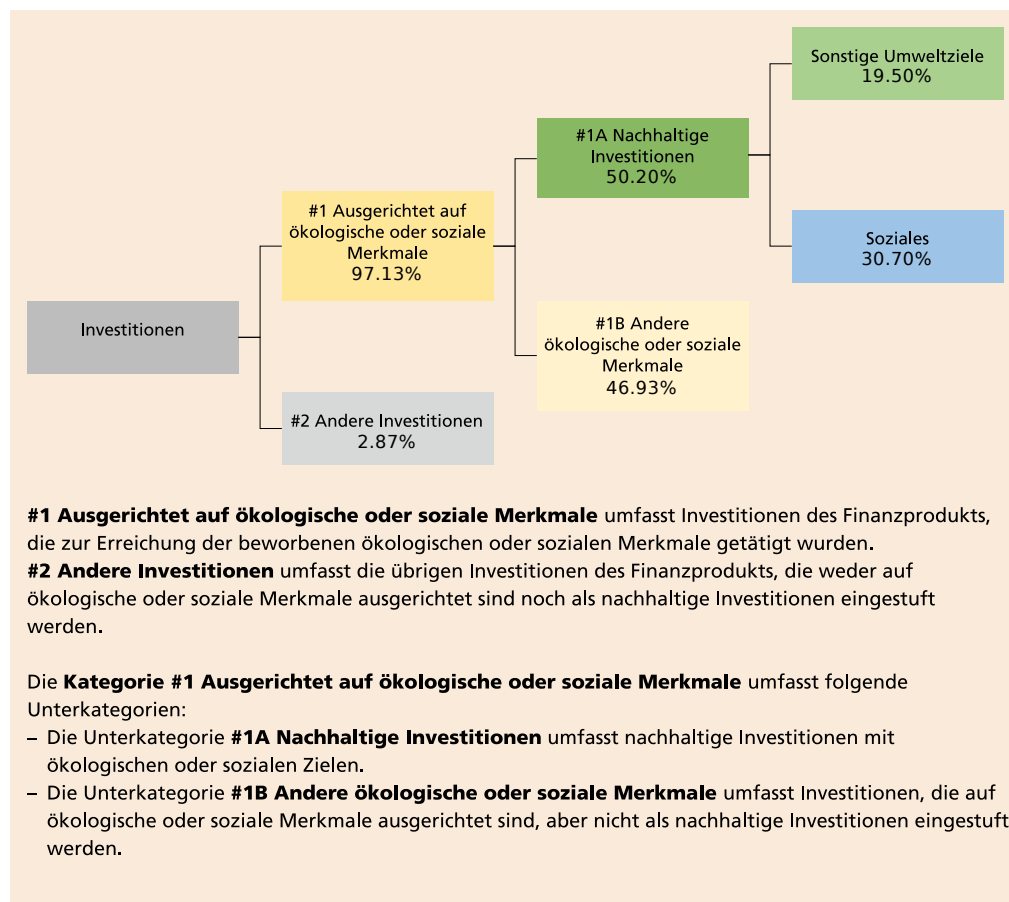 Sonstige Umweltziele
19.50%
#1A Nachhaltige
Investitionen
50.20%
#1 Ausgerichtet auf
ökologische oder soziale
Merkmale
97.13%
Soziales
30.70%
Investitionen
#1B Andere
ökologische oder soziale
Merkmale
46.93%
#2 Andere Investitionen
2.87%
#1 Ausgerichtet auf ökologische oder soziale Merkmale umfasst Investitionen des Finanzprodukts,
die zur Erreichung der beworbenen ökologischen oder sozialen Merkmale getätigt wurden.
#2 Andere Investitionen umfasst die übrigen Investitionen des Finanzprodukts, die weder auf
ökologische oder soziale Merkmale ausgerichtet sind noch als nachhaltige Investitionen eingestuft
werden.
Die Kategorie #1 Ausgerichtet auf ökologische oder soziale Merkmale umfasst folgende
Unterkategorien:
– Die Unterkategorie #1A Nachhaltige Investitionen umfasst nachhaltige Investitionen mit
ökologischen oder sozialen Zielen.
– Die Unterkategorie #1B Andere ökologische oder soziale Merkmale umfasst Investitionen, die auf
ökologische oder soziale Merkmale ausgerichtet sind, aber nicht als nachhaltige Investitionen eingestuft
werden.